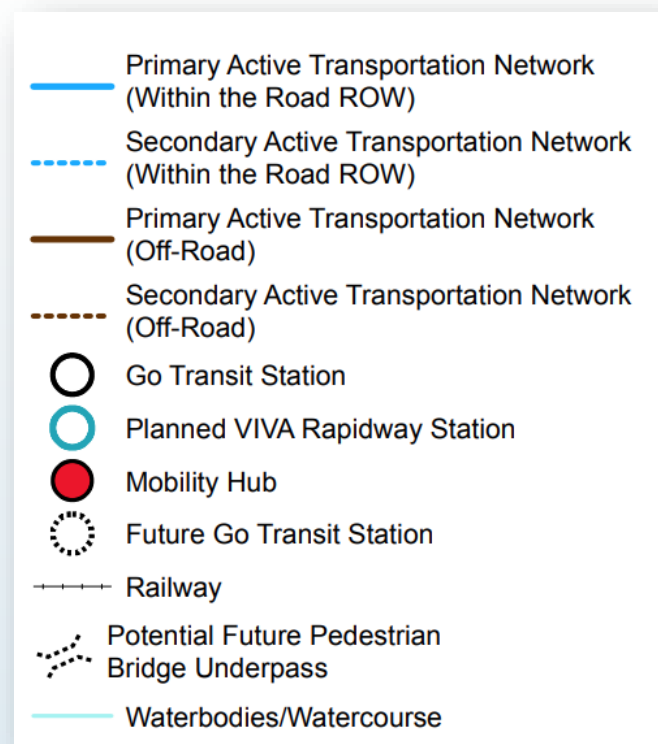 Primary Active Transportation Network
(Within the Road ROW)
Secondary Active Transportation Network
(Within the Road ROW)
Primary Active Transportation Network
(Off-Road)
Secondary Active Transportation Network
(Off-Road)
Go Transit Station
Planned VIVA Rapidway Station
Mobility Hub
Future Go Transit Station
Railway
Potential Future Pedestrian
Bridge Underpass
Waterbodies/Watercourse